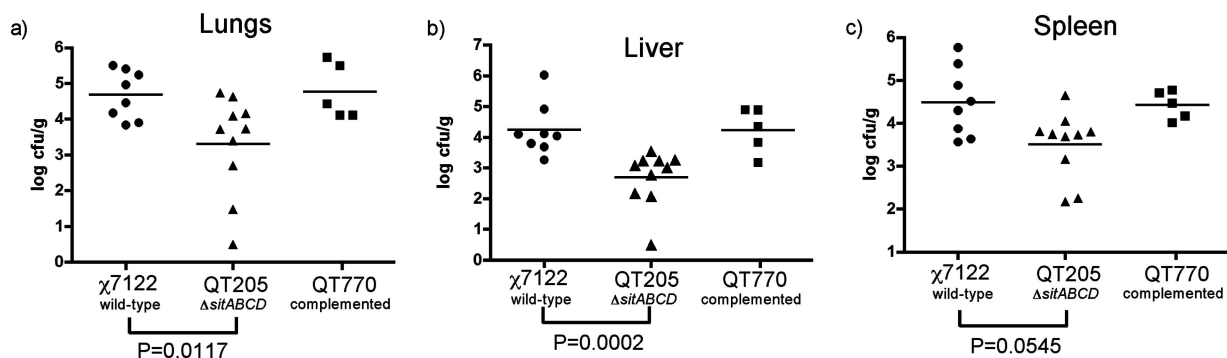 a) Lungs
log cfu/g
6
5
4
3
2
1
0
χ7122 QT205 QT770
wild-type ΔsitABCD complemented
P=0.0117
b) Liver
log cfu/g
7
6
5
4
3
2
1
0
χ7122 QT205 QT770
wild-type ΔsitABCD complemented
P=0.0002
c) Spleen
log cfu/g
6
5
4
3
2
1
χ7122 QT205 QT770
wild-type ΔsitABCD complemented
P=0.0545